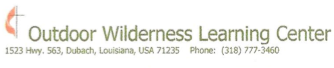 Outdoor Wilderness Learning Center
1523 Hwy. 563, Dubach, Louisiana, USA 71235 Phone: (318) 777-3460